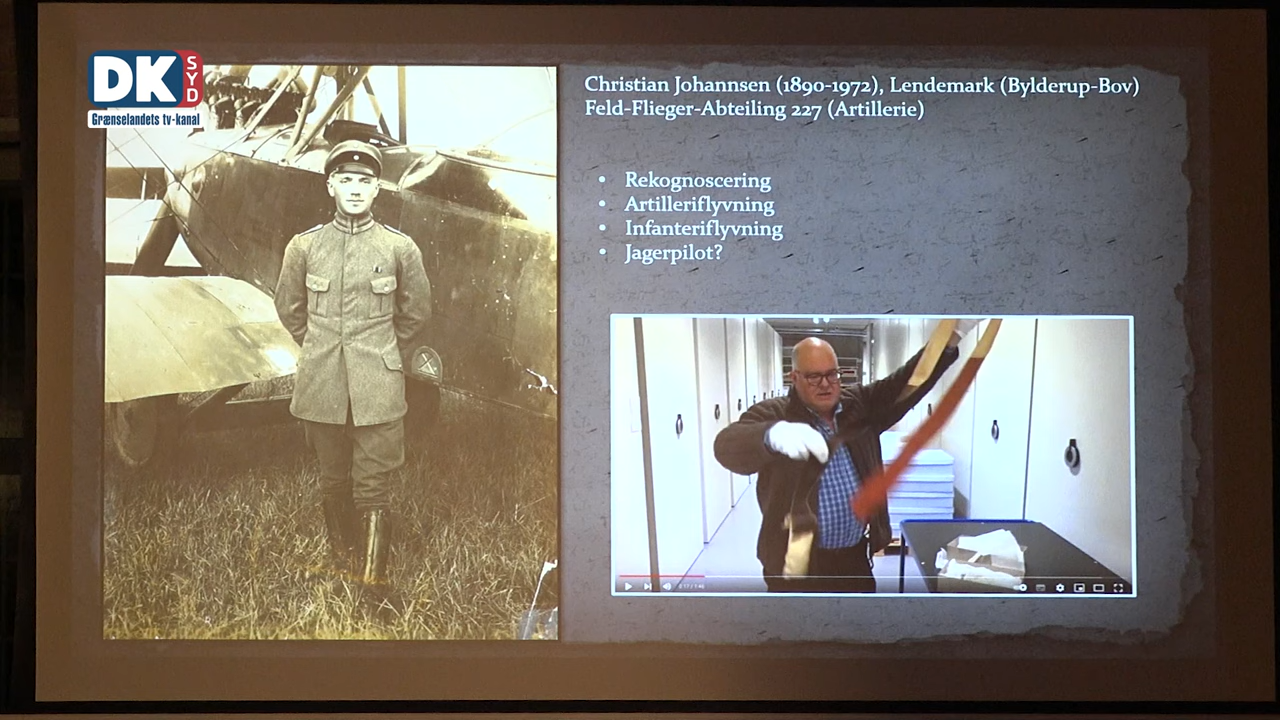 DK SYD
Grænselandets tv-kanal
Christian Johannsen (1890-1972), Lendemark (Bylderup-Bov)
Feld-Flieger-Abteiling 227 (Artillerie)
• Rekognoscering
• Artilleriflyvning
• Infanteriflyvning
• Jagerpilot?